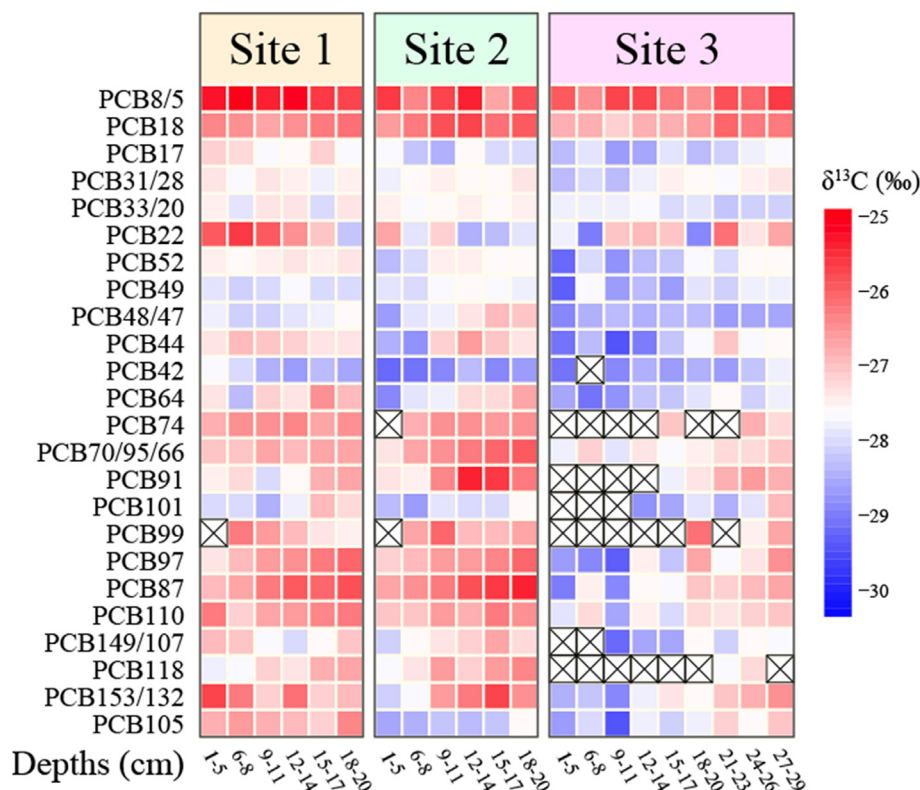 Site 1 Site 2 Site 3
PCB8/5
PCB18
PCB17
PCB31/28
PCB33/20
PCB22
PCB52
PCB49
PCB48/47
PCB44
PCB42
PCB64
PCB74
PCB70/95/66
PCB91
PCB101
PCB99
PCB97
PCB87
PCB110
PCB149/107
PCB118
PCB153/132
PCB105
δ¹³C (‰)
−25
−26
−27
−28
−29
−30
Depths (cm) 1-5 6-8 9-11 12-14 15-17 18-20 1-5 6-8 9-11 12-14 15-17 18-20 1-5 6-8 9-11 12-14 15-17 18-20 21-23 24-26 27-29